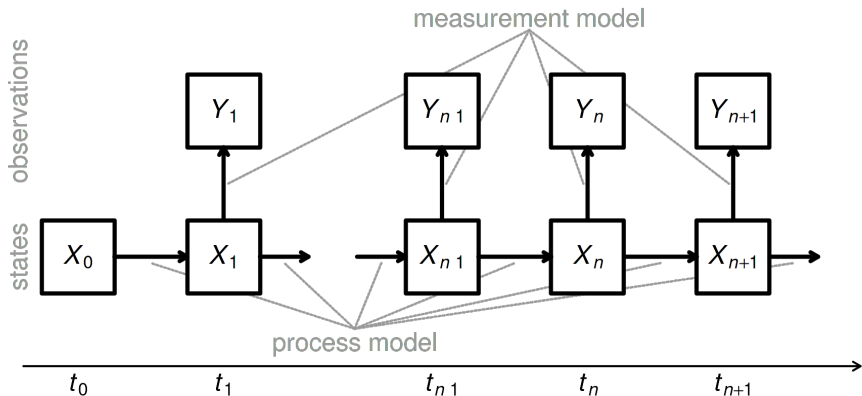 measurement model
observations
Y1 Yn 1 Yn Yn+1
states
X0 X1 Xn 1 Xn Xn+1
process model
t0 t1 tn 1 tn tn+1